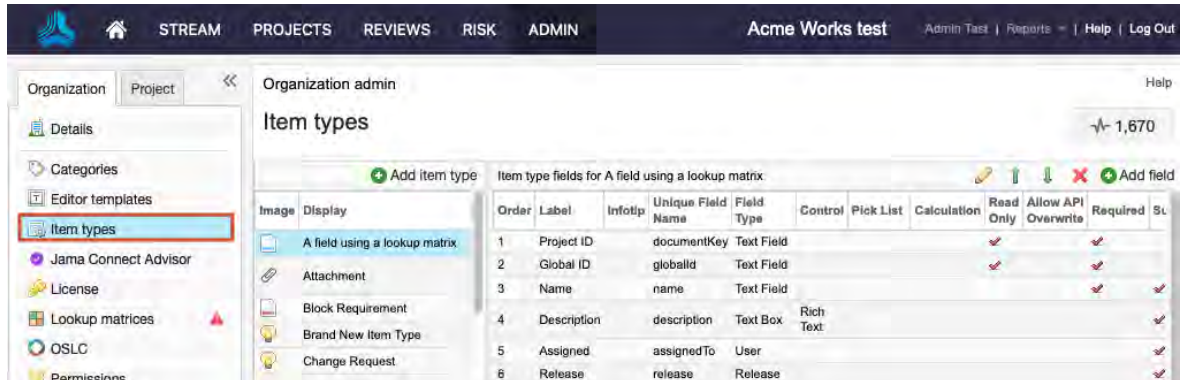 STREAM PROJECTS REVIEWS RISK ADMIN Acme Works test Admin Test | Reports | Help | Log Out
Organization Project «
Details
Categories
Editor templates
Item types
Jama Connect Advisor
License
Lookup matrices
OSLC
Permissions
Organization admin Help
Item types 1,670
Add item type
Image Display
A field using a lookup matrix
Attachment
Block Requirement
Brand New Item Type
Change Request
Item type fields for A field using a lookup matrix Add field
Order Label Infotip Unique Field Name Field Type Control Pick List Calculation Read Only Allow API Overwrite Required Su
1 Project ID documentKey Text Field
2 Global ID globalId Text Field
3 Name name Text Field
4 Description description Text Box Rich Text
5 Assigned assignedTo User
6 Release release Release